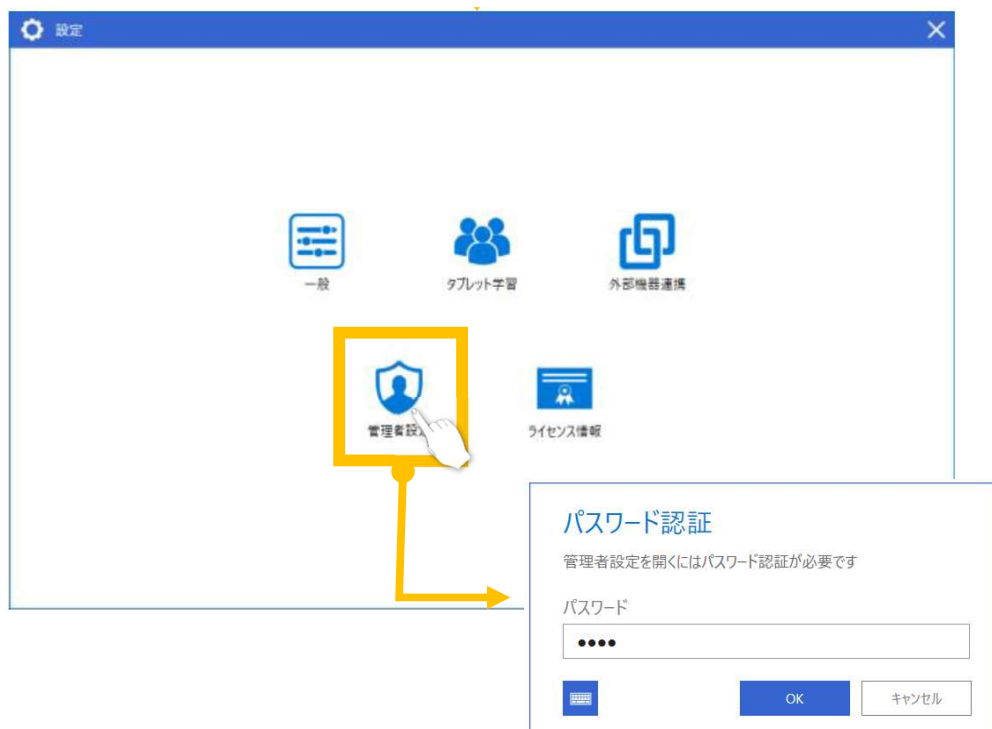 設定
一般
タブレット学習
外部機器連携
管理者設
ライセンス情報
パスワード認証
管理者設定を開くにはパスワード認証が必要です
パスワード
••••
OK
キャンセル